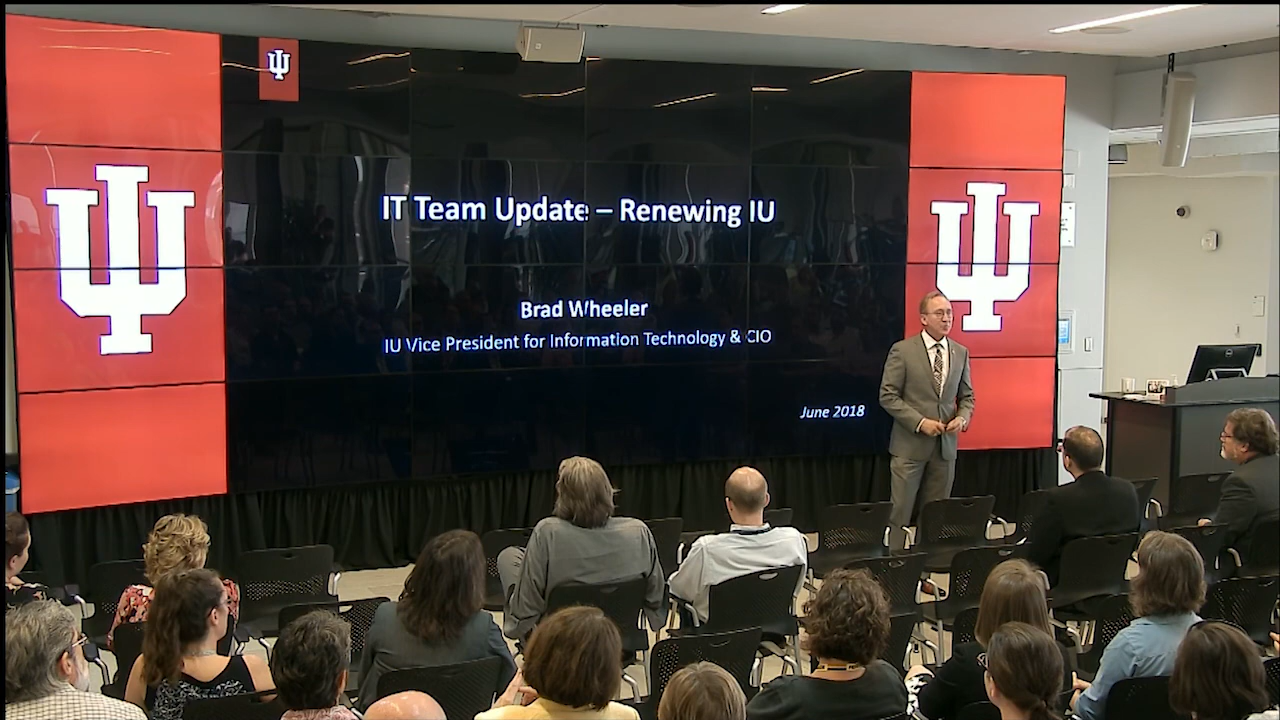 IT Team Update – Renewing IU
Brad Wheeler
IU Vice President for Information Technology & CIO
June 2018